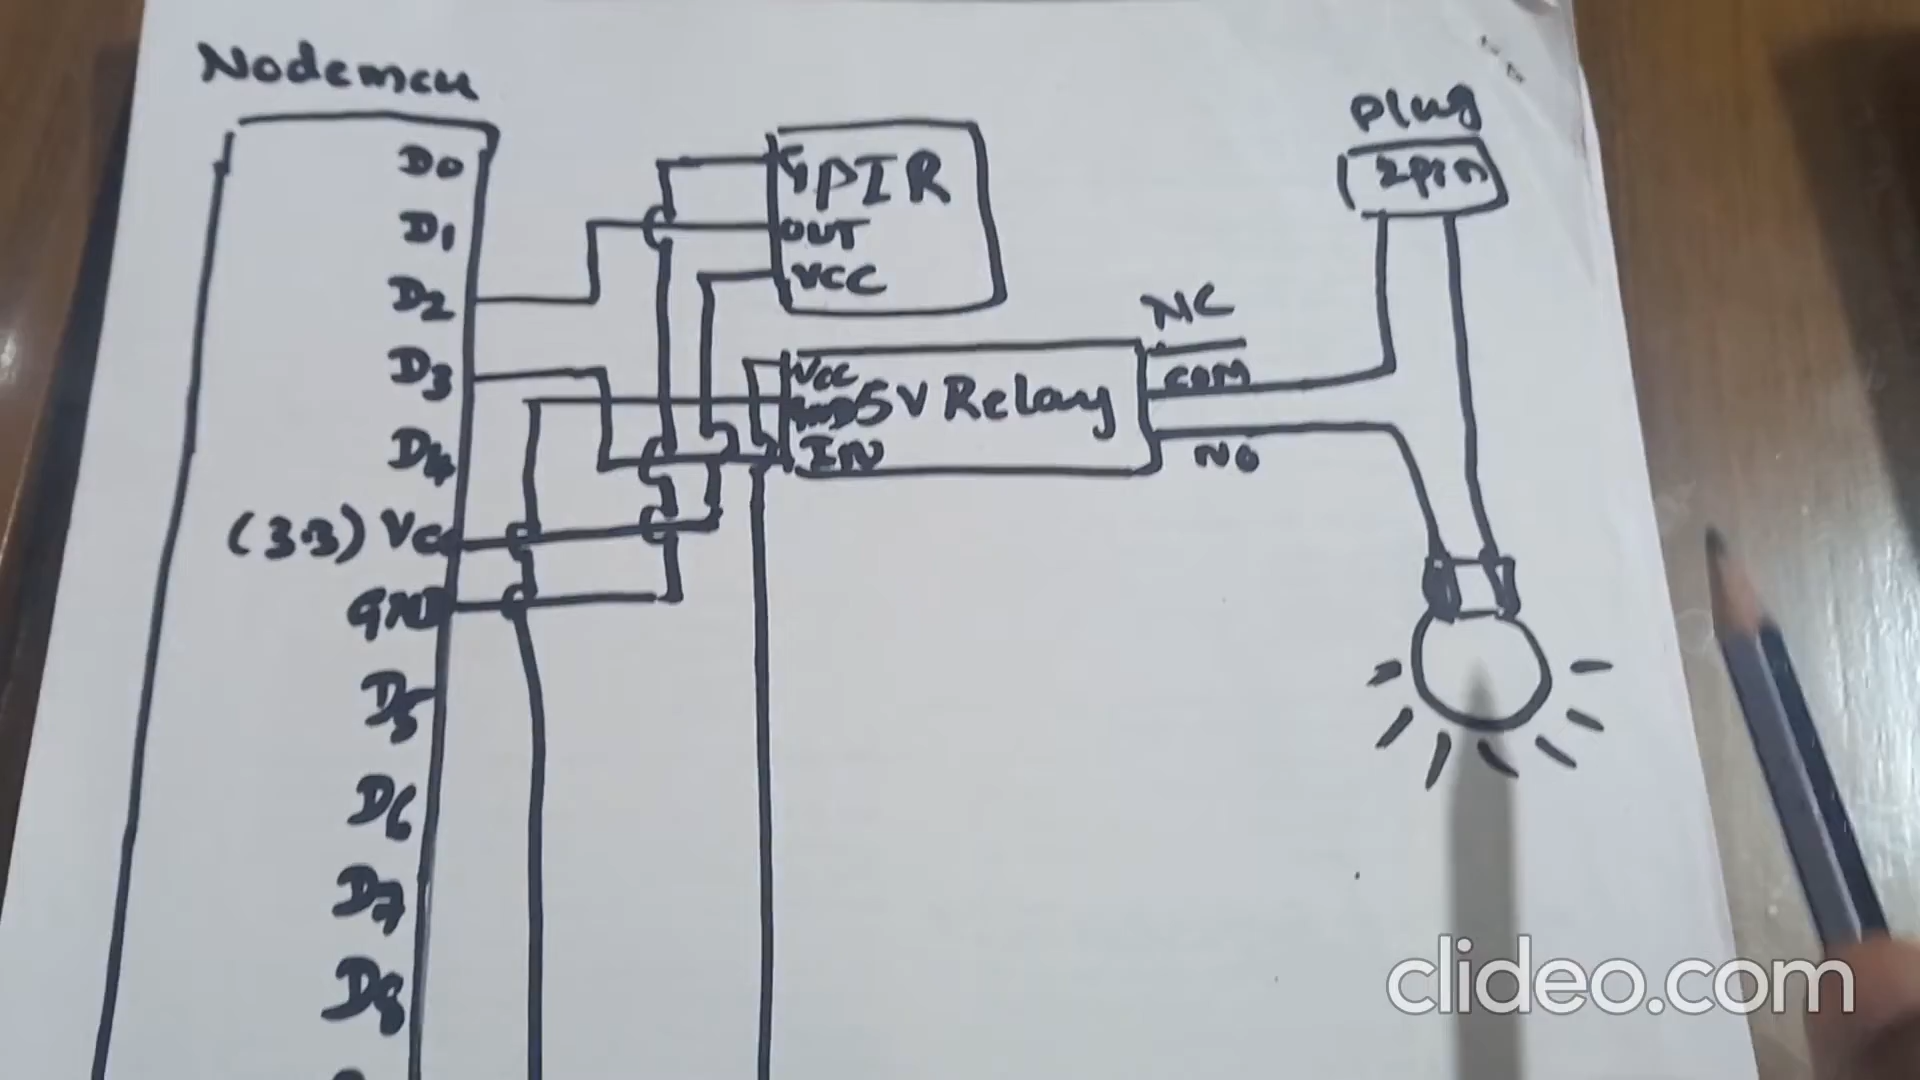 Nodemcu
D0
D1
D2
D3
D4
(3.3) Vcc
GND
D5
D6
D7
D8
G PIR
OUT
VCC
VCC
GND 5V Relay
IN
NC
COM
NO
Plug
2pin
clideo.com